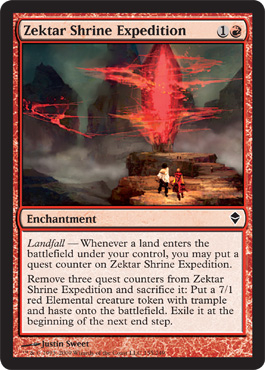 Zektar Shrine Expedition
Enchantment
Landfall — Whenever a land enters the
battlefield under your control, you may put a
quest counter on Zektar Shrine Expedition.
Remove three quest counters from Zektar
Shrine Expedition and sacrifice it: Put a 7/1
red Elemental creature token with trample
and haste onto the battlefield. Exile it at the
beginning of the next end step.
Justin Sweet